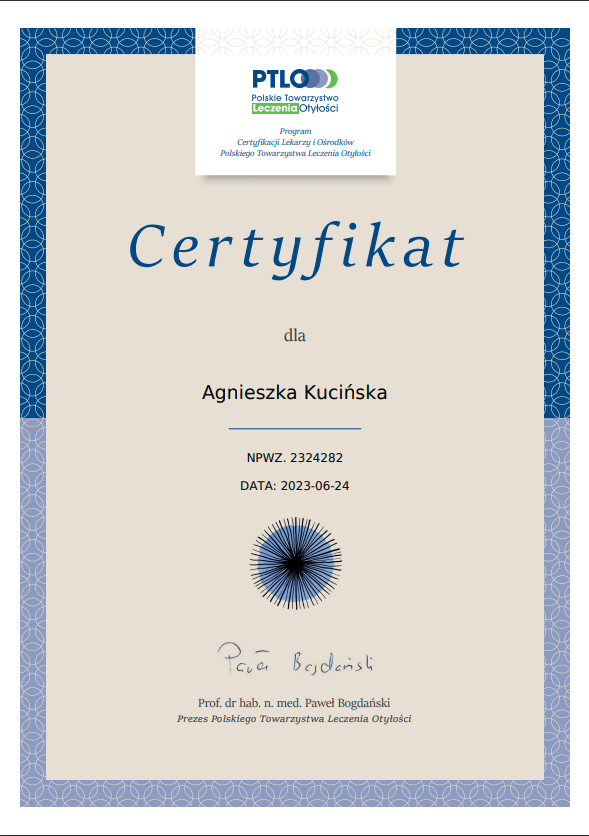 PTLO
Polskie Towarzystwo
Leczenia Otyłości
Program
Certyfikacji Lekarzy i Ośrodków
Polskiego Towarzystwa Leczenia Otyłości
Certyfikat
dla
Agnieszka Kucińska
NPWZ. 2324282
DATA: 2023-06-24
Paweł Bogdański
Prof. dr hab. n. med. Paweł Bogdański
Prezes Polskiego Towarzystwa Leczenia Otyłości